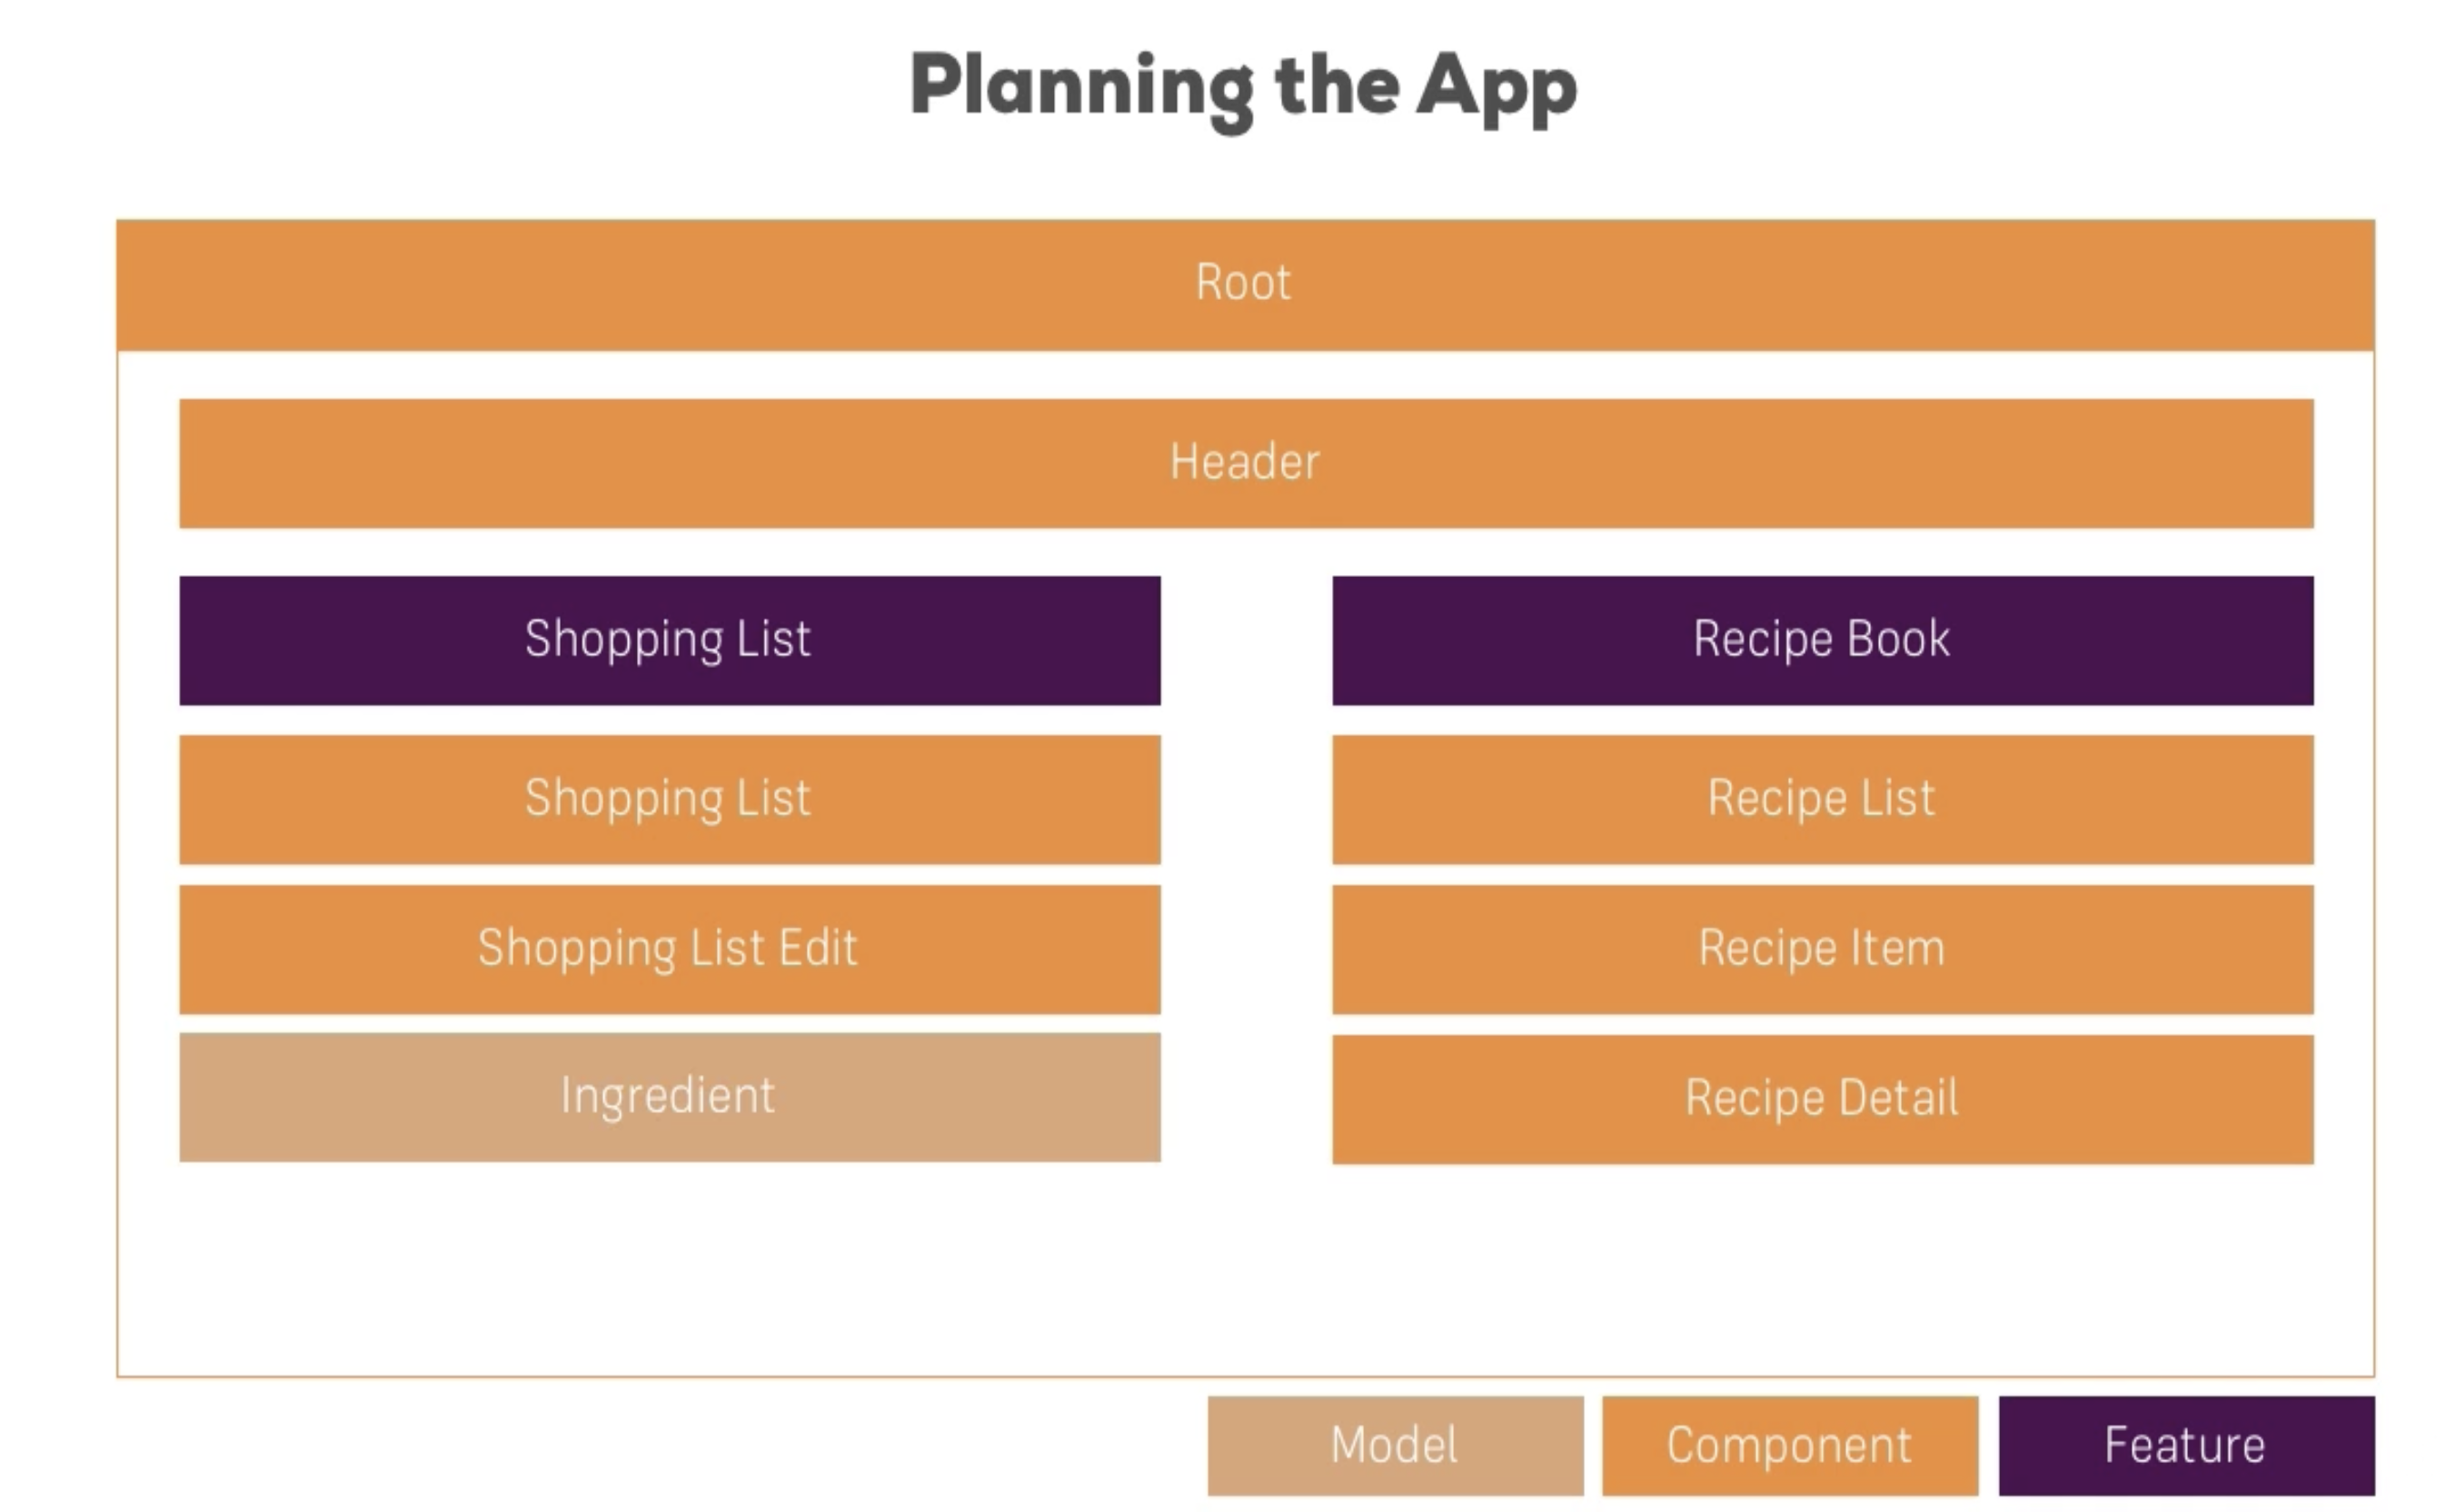 Planning the App
Root
Header
Shopping List
Recipe Book
Shopping List
Recipe List
Shopping List Edit
Recipe Item
Ingredient
Recipe Detail
Model
Component
Feature